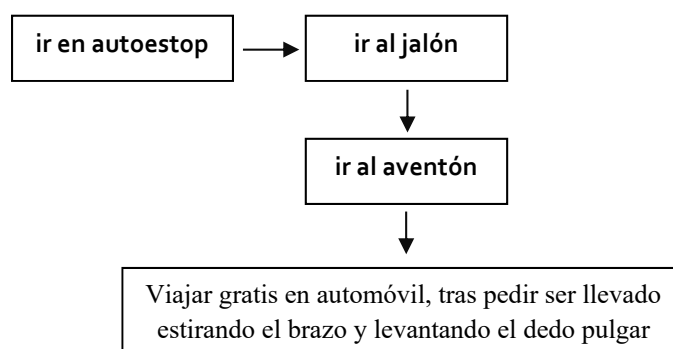 ir en autoestop
ir al jalón
ir al aventón
Viajar gratis en automóvil, tras pedir ser llevado
estirando el brazo y levantando el dedo pulgar